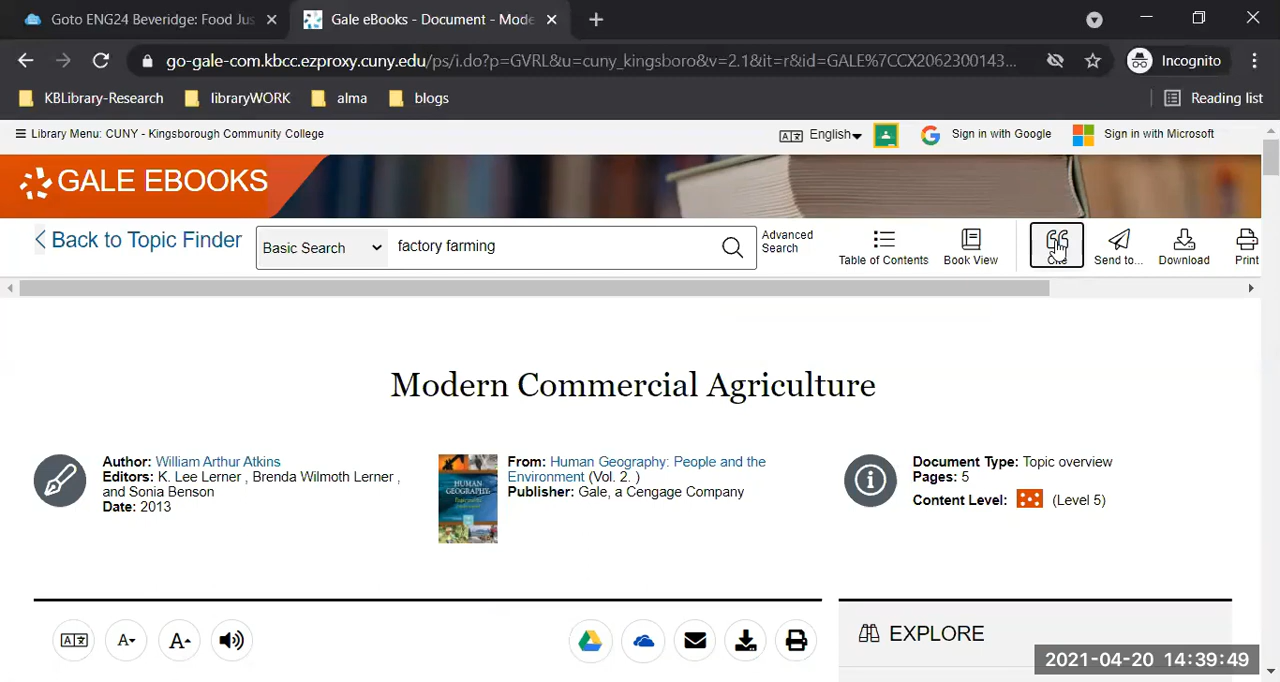 Goto ENG24 Beveridge: Food Jus
Gale eBooks - Document - Mode
go-gale-com.kbcc.ezproxy.cuny.edu/ps/i.do?p=GVRL&u=cuny_kingsboro&v=2.1&it=r&id=GALE%7CCX2062300143...
Incognito
KBLibrary-Research
libraryWORK
alma
blogs
Reading list
Library Menu: CUNY - Kingsborough Community College
English
Sign in with Google
Sign in with Microsoft
GALE EBOOKS
Back to Topic Finder
Basic Search
factory farming
Advanced
Search
Table of Contents
Book View
Send to...
Download
Print
Modern Commercial Agriculture
Author: William Arthur Atkins
Editors: K. Lee Lerner , Brenda Wilmoth Lerner ,
and Sonia Benson
Date: 2013
HUMAN
GEOGRAPHY:
From: Human Geography: People and the
Environment (Vol. 2. )
Publisher: Gale, a Cengage Company
Document Type: Topic overview
Pages: 5
Content Level: (Level 5)
A
A
EXPLORE
2021-04-20 14:39:49